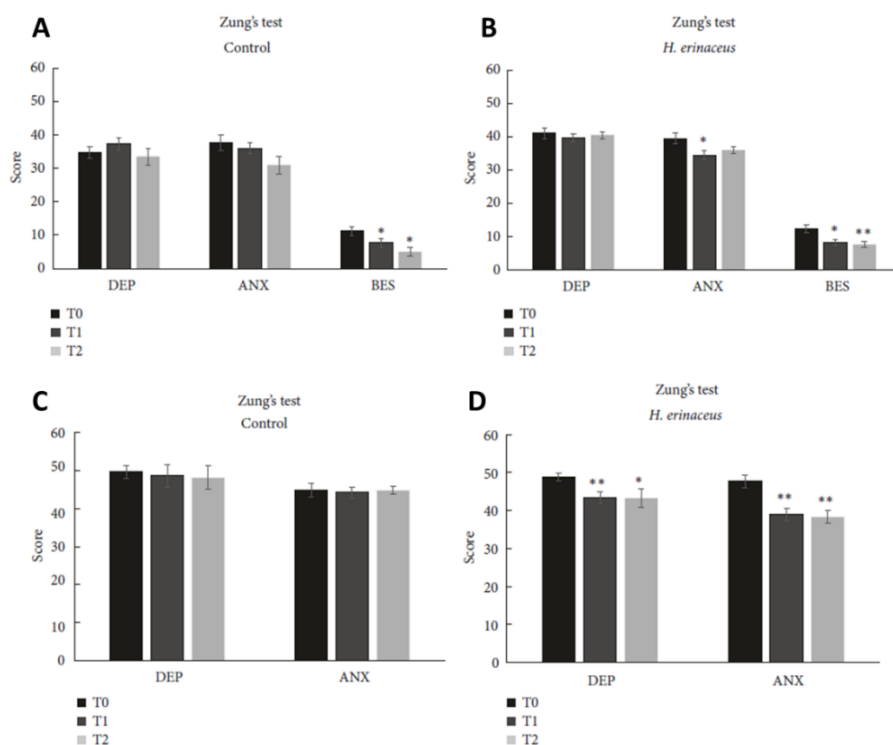 A
Zung's test
Control
60
50
40
30
20
10
0
Score
*
*
DEP
ANX
BES
T0
T1
T2
B
Zung's test
H. erinaceus
60
50
40
30
20
10
0
Score
*
*
**
DEP
ANX
BES
T0
T1
T2
C
Zung's test
Control
60
50
40
30
20
10
0
Score
DEP
ANX
T0
T1
T2
D
Zung's test
H. erinaceus
60
50
40
30
20
10
0
Score
**
*
**
**
DEP
ANX
T0
T1
T2